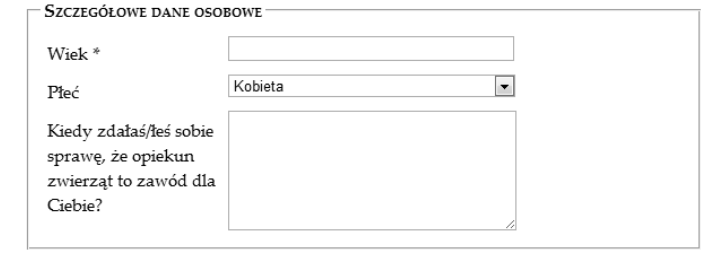 Szczegółowe dane osobowe
Wiek *
Płeć
Kobieta
Kiedy zdałaś/łeś sobie
sprawę, że opiekun
zwierząt to zawód dla
Ciebie?